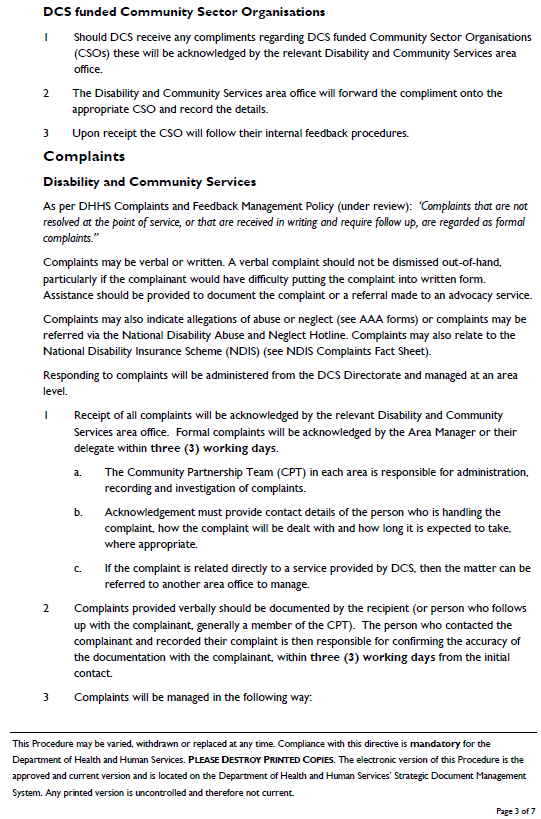 DCS funded Community Sector Organisations
1 Should DCS receive any compliments regarding DCS funded Community Sector Organisations
(CSOs) these will be acknowledged by the relevant Disability and Community Services area
office.
2 The Disability and Community Services area office will forward the compliment onto the
appropriate CSO and record the details.
3 Upon receipt the CSO will follow their internal feedback procedures.
Complaints
Disability and Community Services
As per DHHS Complaints and Feedback Management Policy (under review): ‘Complaints that are not
resolved at the point of service, or that are received in writing and require follow up, are regarded as formal
complaints.”
Complaints may be verbal or written. A verbal complaint should not be dismissed out-of-hand,
particularly if the complainant would have difficulty putting the complaint into written form.
Assistance should be provided to document the complaint or a referral made to an advocacy service.
Complaints may also indicate allegations of abuse or neglect (see AAA forms) or complaints may be
referred via the National Disability Abuse and Neglect Hotline. Complaints may also relate to the
National Disability Insurance Scheme (NDIS) (see NDIS Complaints Fact Sheet).
Responding to complaints will be administered from the DCS Directorate and managed at an area
level.
1 Receipt of all complaints will be acknowledged by the relevant Disability and Community
Services area office. Formal complaints will be acknowledged by the Area Manager or their
delegate within three (3) working days.
a. The Community Partnership Team (CPT) in each area is responsible for administration,
recording and investigation of complaints.
b. Acknowledgement must provide contact details of the person who is handling the
complaint, how the complaint will be dealt with and how long it is expected to take,
where appropriate.
c. If the complaint is related directly to a service provided by DCS, then the matter can be
referred to another area office to manage.
2 Complaints provided verbally should be documented by the recipient (or person who follows
up with the complainant, generally a member of the CPT). The person who contacted the
complainant and recorded their complaint is then responsible for confirming the accuracy of
the documentation with the complainant, within three (3) working days from the initial
contact.
3 Complaints will be managed in the following way:
This Procedure may be varied, withdrawn or replaced at any time. Compliance with this directive is mandatory for the
Department of Health and Human Services. PLEASE DESTROY PRINTED COPIES. The electronic version of this Procedure is the
approved and current version and is located on the Department of Health and Human Services’ Strategic Document Management
System. Any printed version is uncontrolled and therefore not current.
Page 3 of 7